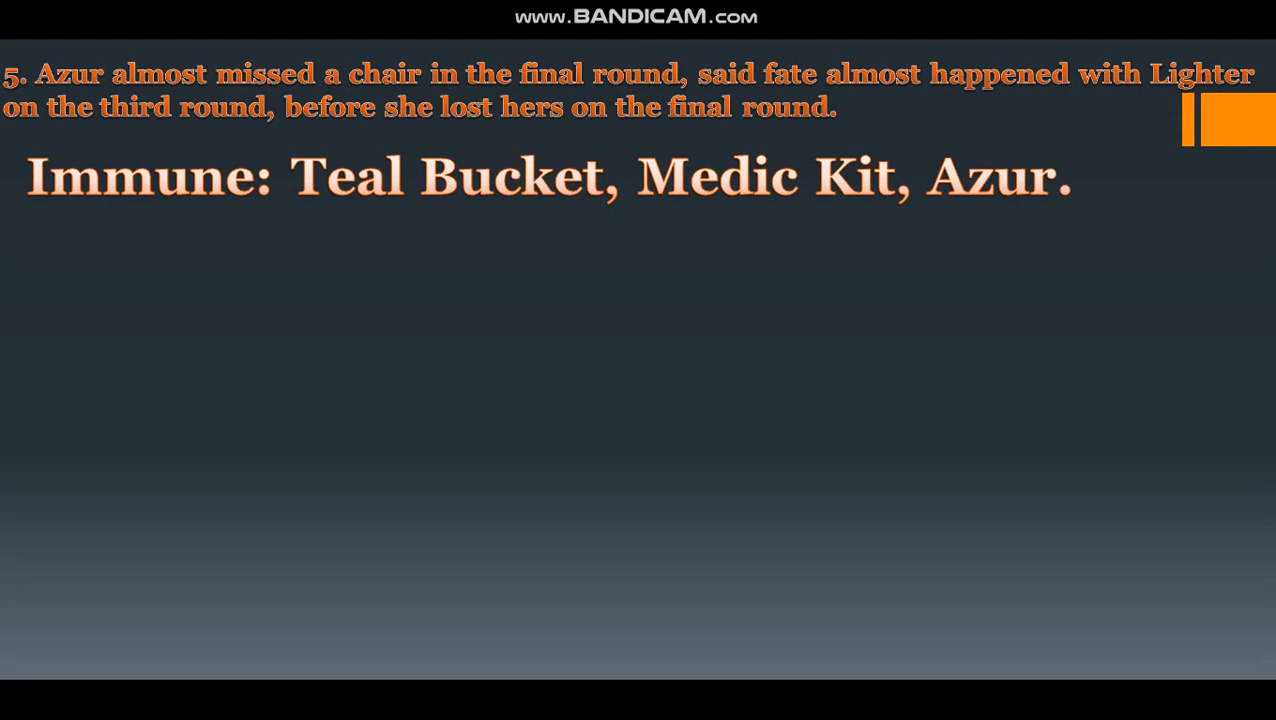 www.BANDICAM.com
5. Azur almost missed a chair in the final round, said fate almost happened with Lighter
on the third round, before she lost hers on the final round.
Immune: Teal Bucket, Medic Kit, Azur.